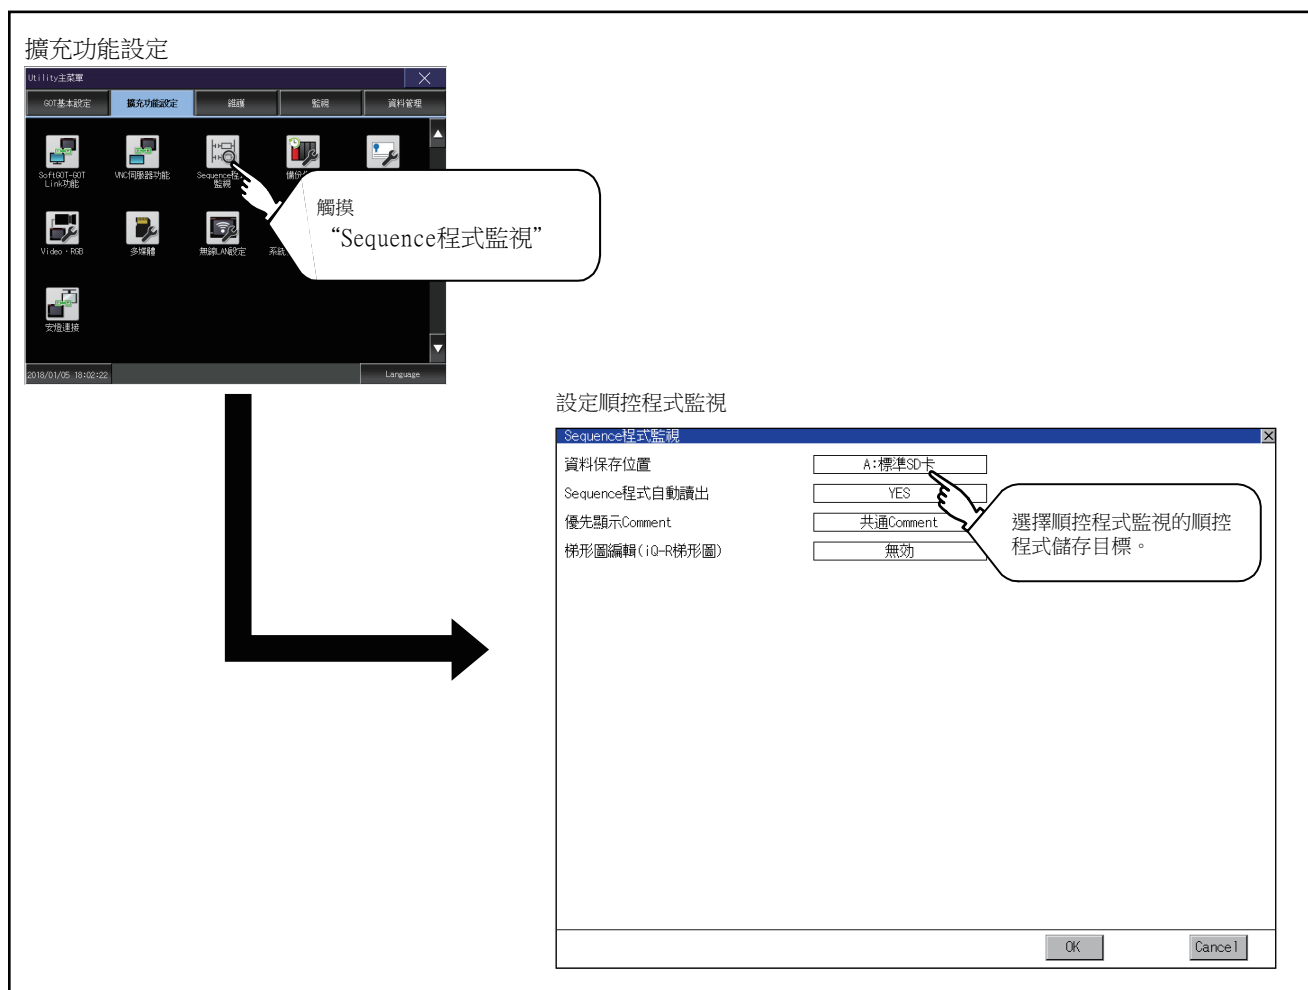 擴充功能設定
Utility主菜單
GOT基本設定 擴充功能設定 維護 監視 資料管理
SoftGOT-GOT
Link功能
VNC伺服器功能
Sequence程
監視
觸摸
“Sequence程式監視”
Video・RGB
多媒體
無線LAN設定
系統
安燈連接
2018/01/05 18:02:22
Language
設定順控程式監視
Sequence程式監視
資料保存位置 A:標準SD卡
Sequence程式自動讀出 YES
優先顯示Comment 共通Comment
梯形圖編輯(iQ-R梯形圖) 無効
選擇順控程式監視的順控
程式儲存目標。
OK Cancel